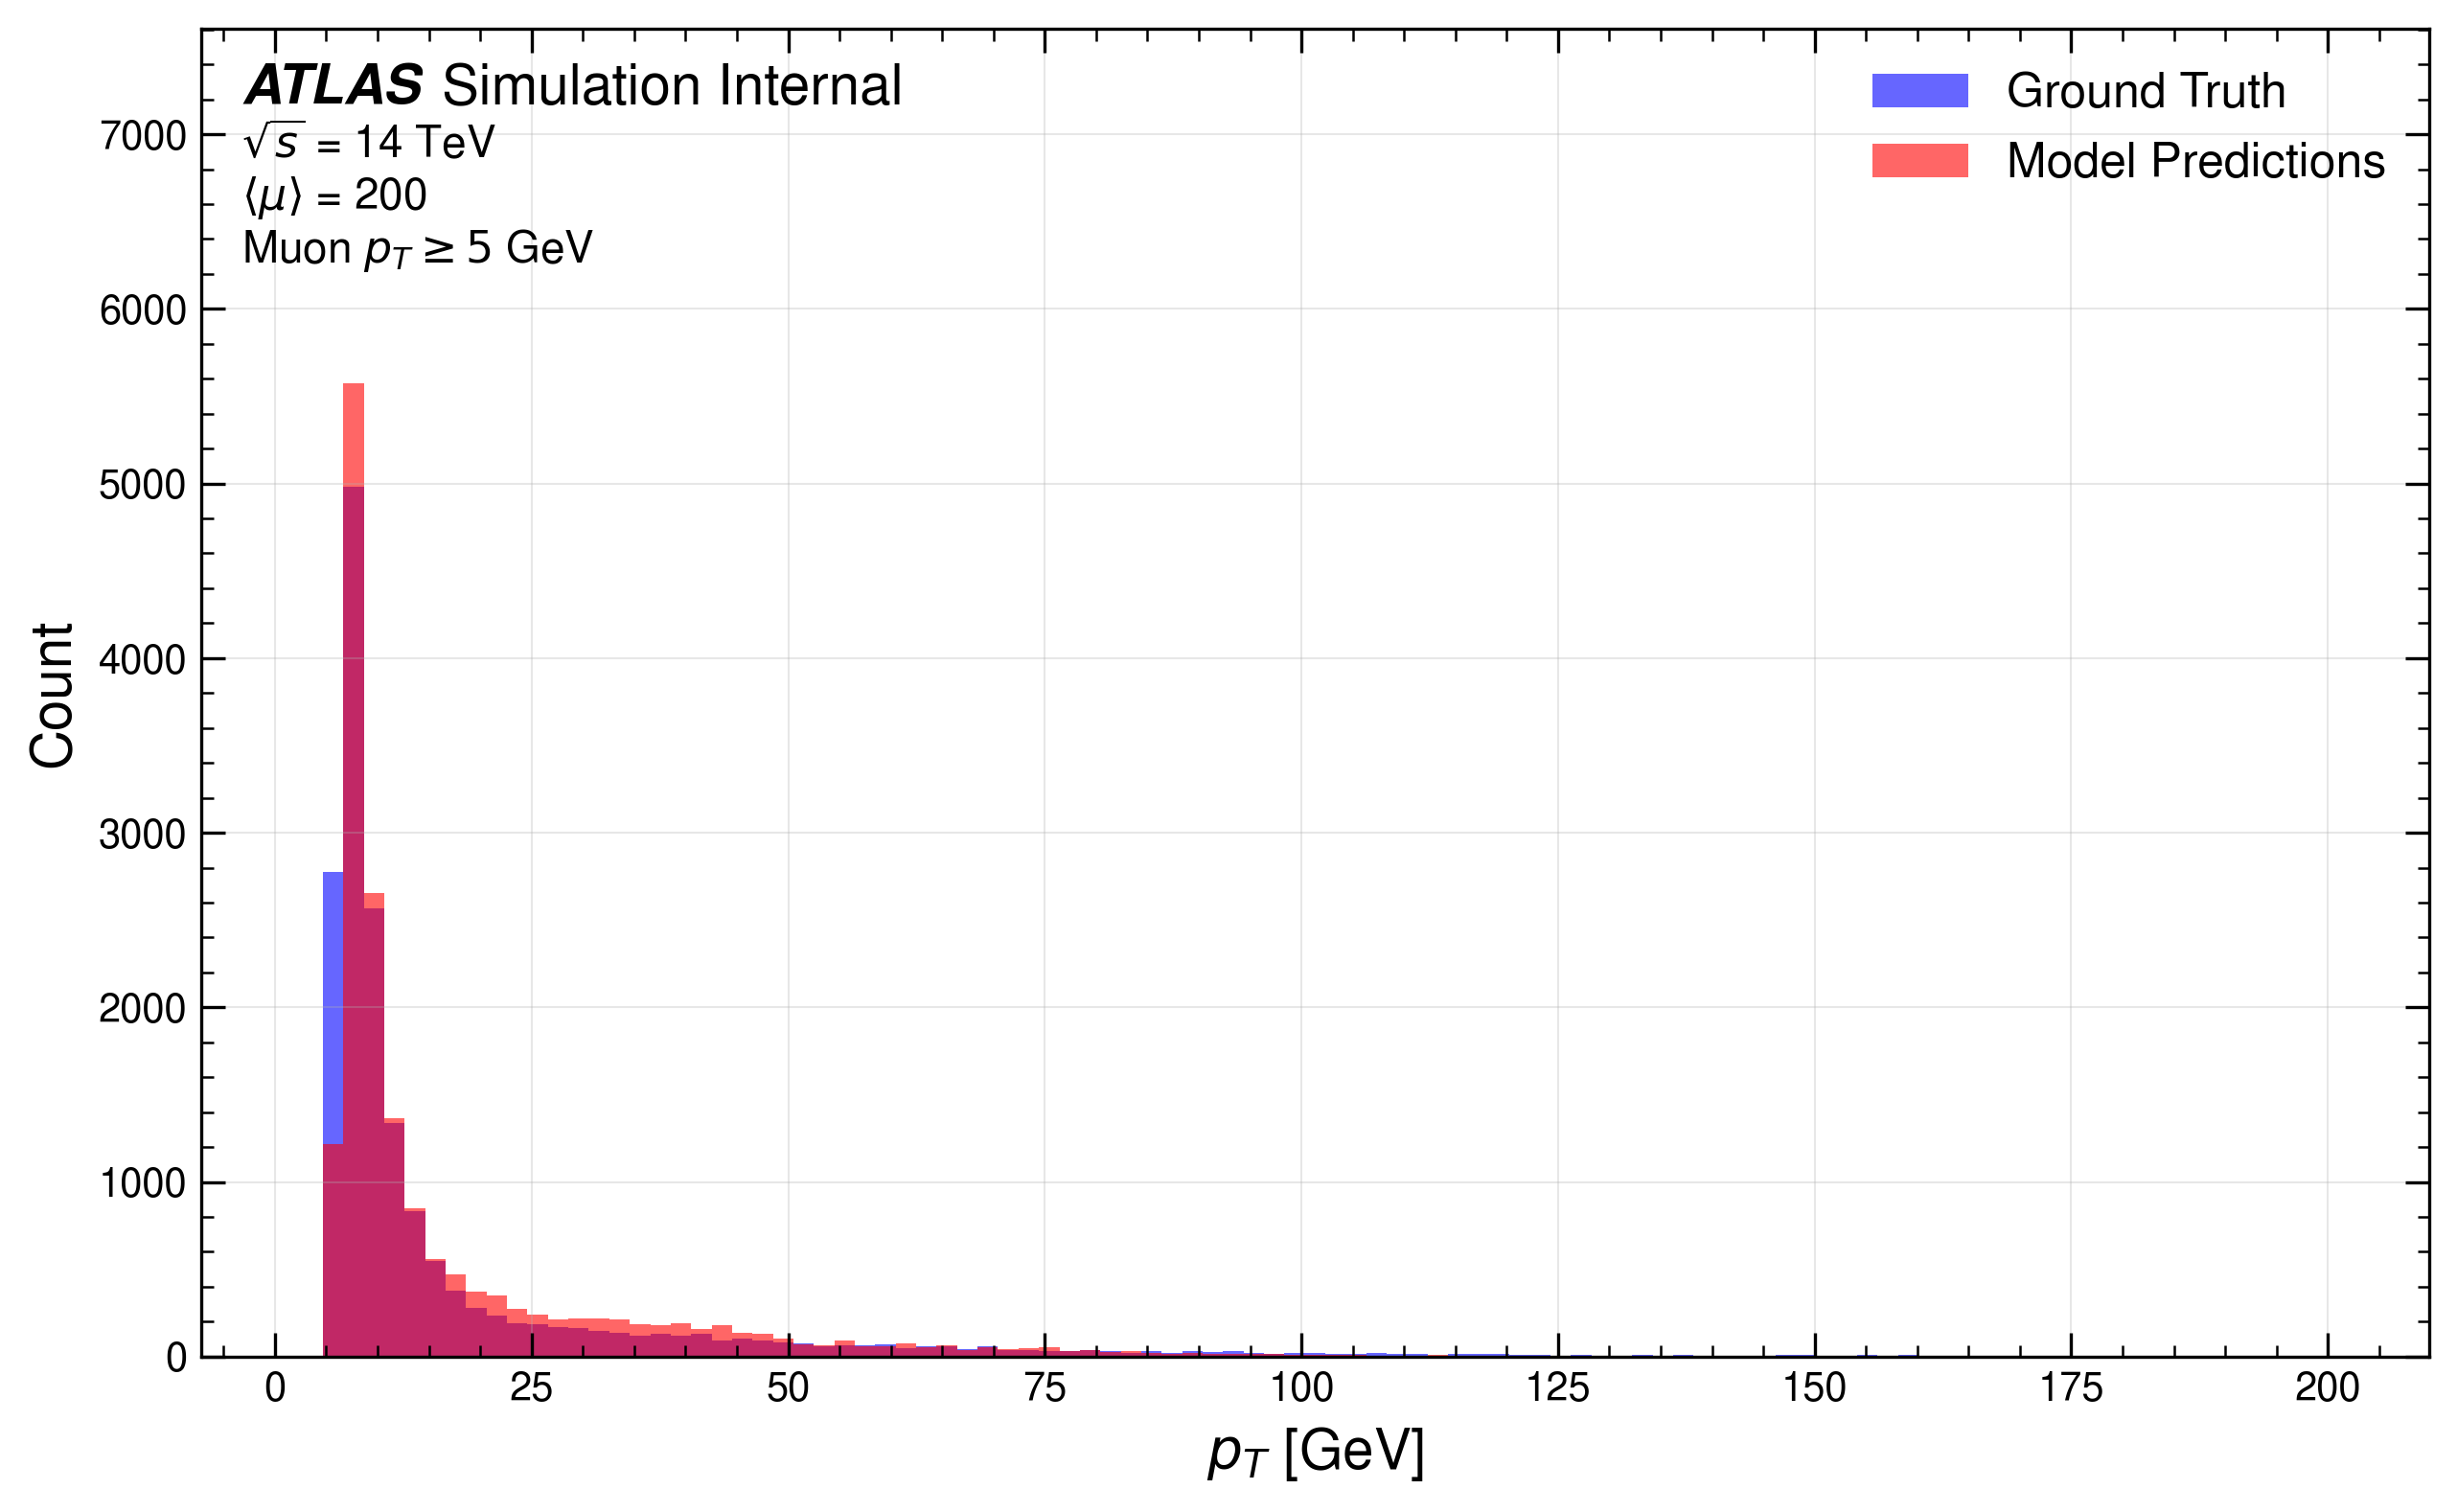 ATLAS Simulation Internal
√s = 14 TeV
⟨μ⟩ = 200
Muon p_T ≥ 5 GeV
Ground Truth
Model Predictions
7000
6000
5000
4000
3000
2000
1000
0
Count
0 25 50 75 100 125 150 175 200
p_T [GeV]